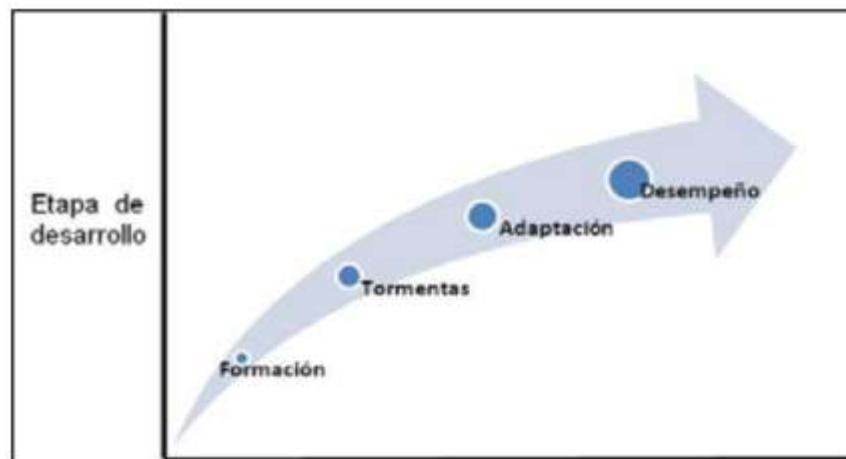 Etapa de
desarrollo
Desempeño
Adaptación
Tormentas
Formación